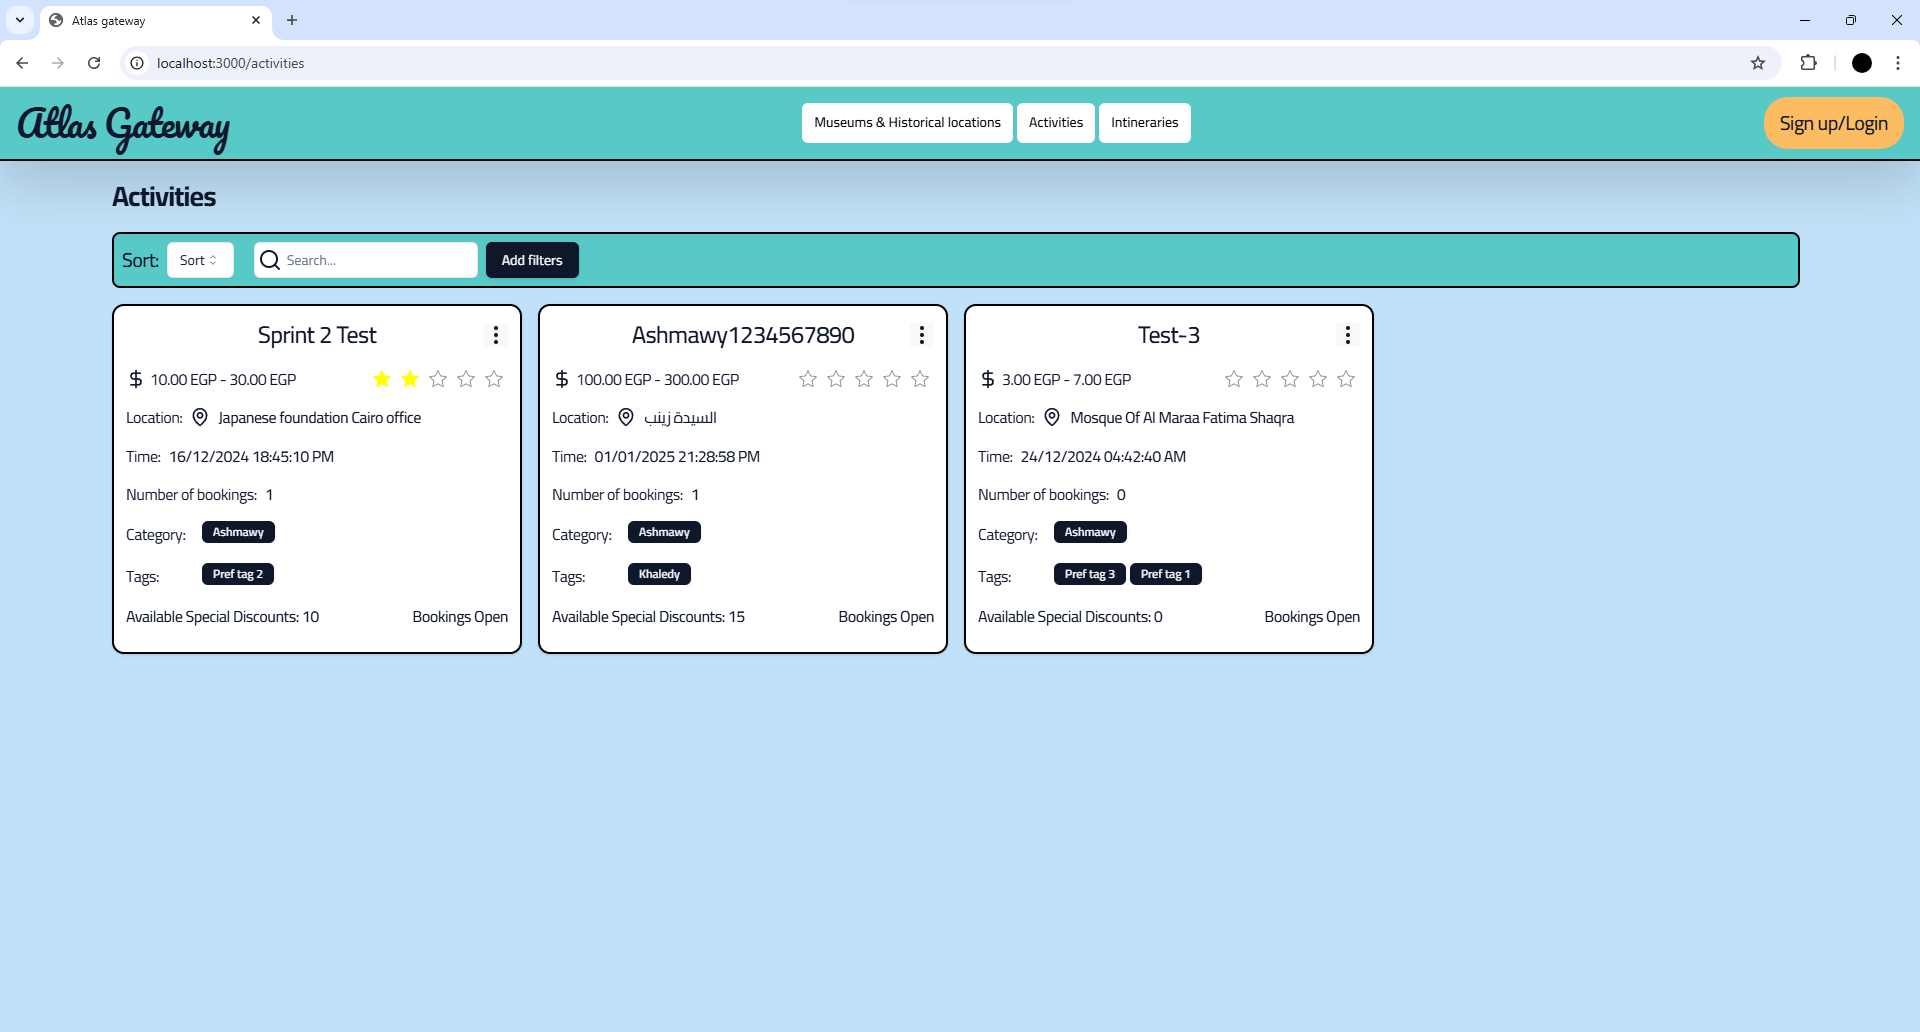 Atlas gateway
localhost:3000/activities
Atlas Gateway
Museums & Historical locations
Activities
Intineraries
Sign up/Login
Activities
Sort:
Sort
Search...
Add filters
Sprint 2 Test
10.00 EGP - 30.00 EGP
Location: Japanese foundation Cairo office
Time: 16/12/2024 18:45:10 PM
Number of bookings: 1
Category: Ashmawy
Tags: Pref tag 2
Available Special Discounts: 10
Bookings Open
Ashmawy1234567890
100.00 EGP - 300.00 EGP
Location: السيدة زينب
Time: 01/01/2025 21:28:58 PM
Number of bookings: 1
Category: Ashmawy
Tags: Khaledy
Available Special Discounts: 15
Bookings Open
Test-3
3.00 EGP - 7.00 EGP
Location: Mosque Of Al Maraa Fatima Shaqra
Time: 24/12/2024 04:42:40 AM
Number of bookings: 0
Category: Ashmawy
Tags: Pref tag 3 Pref tag 1
Available Special Discounts: 0
Bookings Open